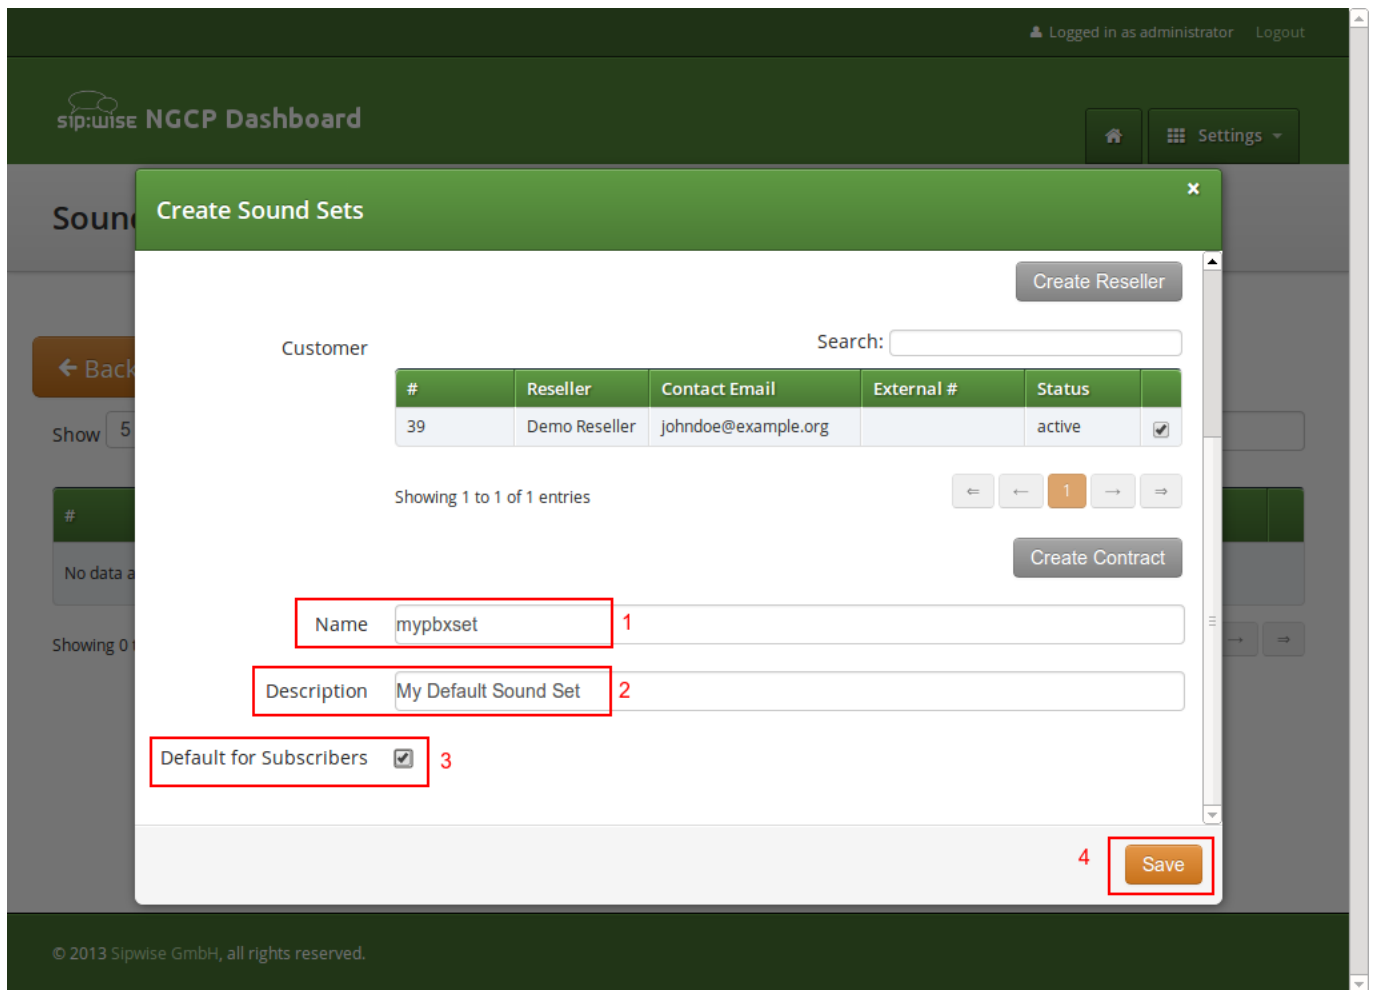 Logged in as administrator Logout
sip:wise NGCP Dashboard
Settings
Create Sound Sets
×
Soun
Create Reseller
Customer
Search:
← Back
# Reseller Contact Email External # Status
39 Demo Reseller johndoe@example.org active
Show 5
Showing 1 to 1 of 1 entries
⇐ ← 1 → ⇒
#
Create Contract
No data a
Name mypbxset 1
Showing 0 t
→ ⇒
Description My Default Sound Set 2
Default for Subscribers 3
4 Save
© 2013 Sipwise GmbH, all rights reserved.